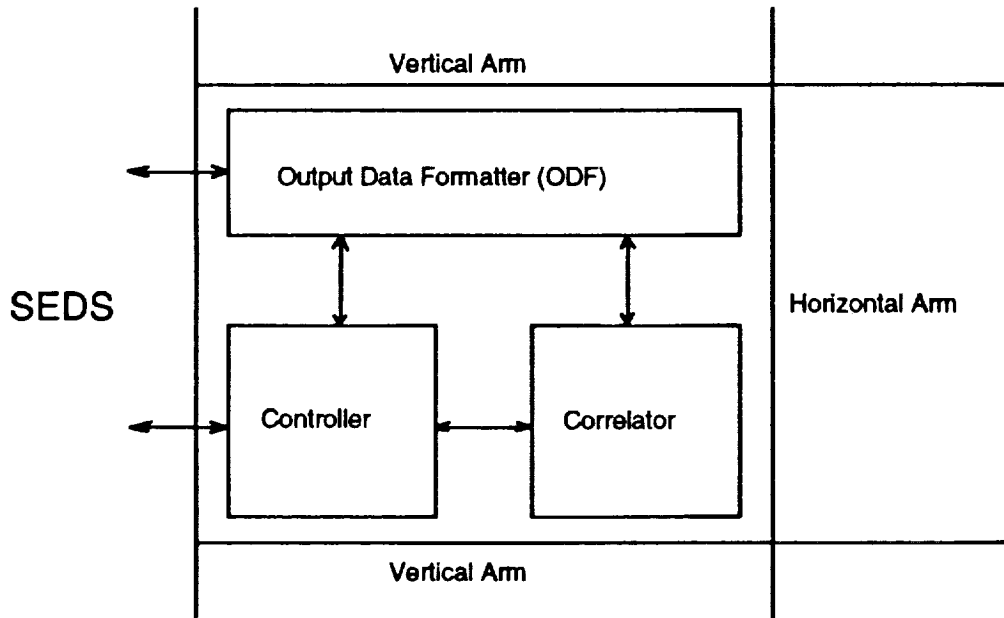 Vertical Arm
Output Data Formatter (ODF)
SEDS
Horizontal Arm
Controller
Correlator
Vertical Arm